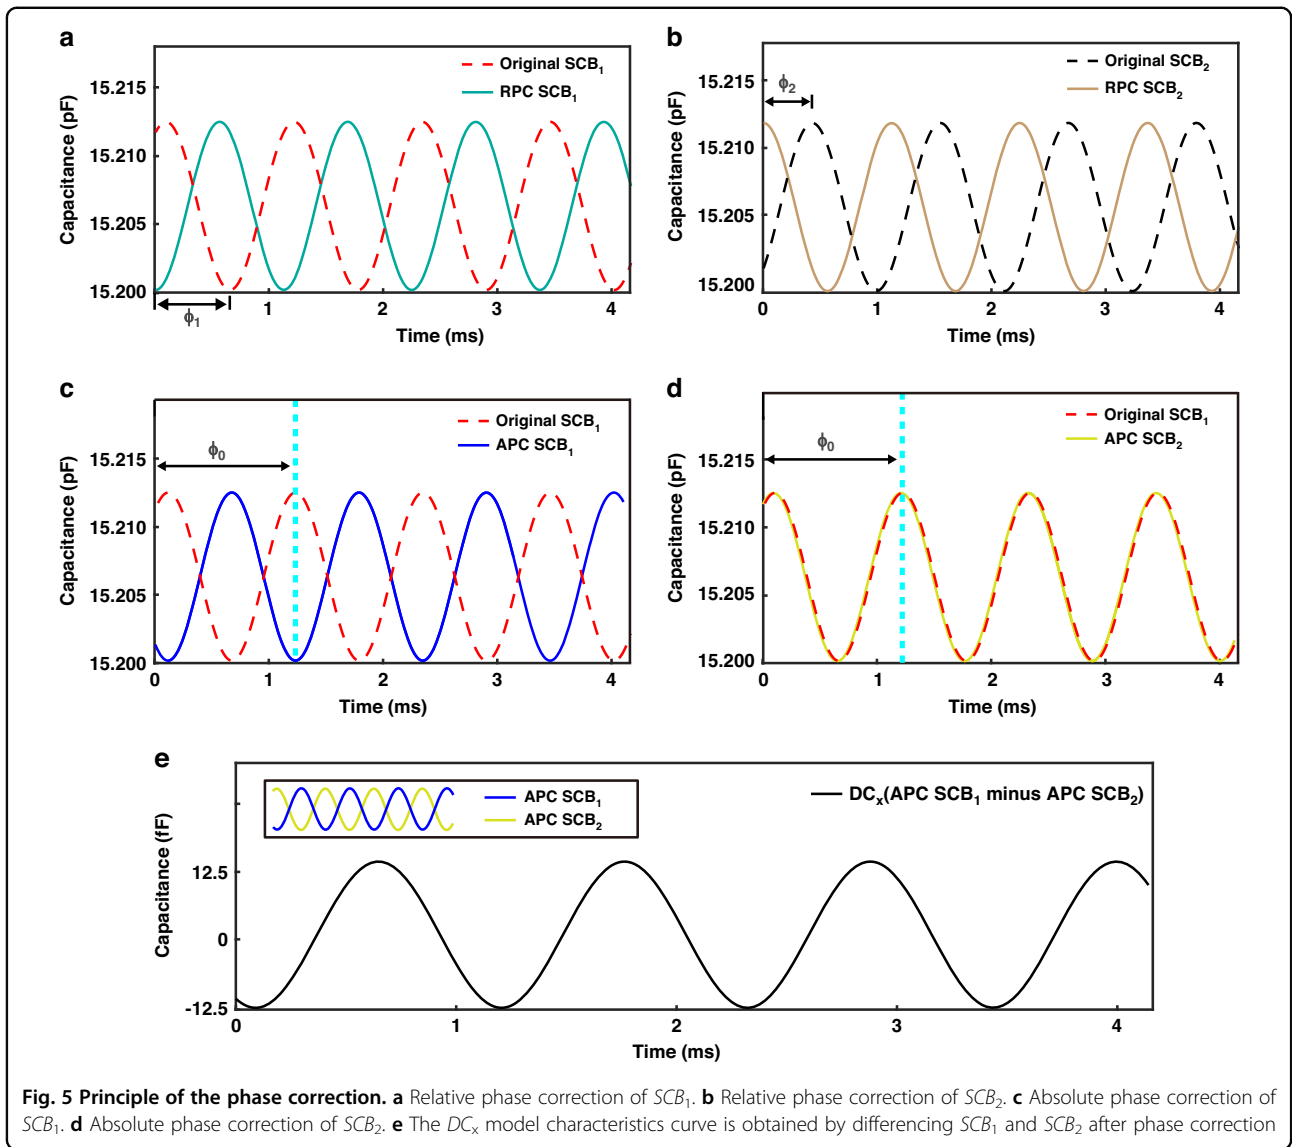 a
Original SCB1
RPC SCB1
Capacitance (pF)
15.215
15.210
15.205
15.200
ϕ1
1
2
3
4
Time (ms)
b
Original SCB2
RPC SCB2
ϕ2
Capacitance (pF)
15.215
15.210
15.205
15.200
0
1
2
3
4
Time (ms)
c
Original SCB1
APC SCB1
ϕ0
Capacitance (pF)
15.215
15.210
15.205
15.200
0
1
2
3
4
Time (ms)
d
Original SCB1
APC SCB2
ϕ0
Capacitance (pF)
15.215
15.210
15.205
15.200
0
1
2
3
4
Time (ms)
e
APC SCB1
APC SCB2
DCx(APC SCB1 minus APC SCB2)
Capacitance (fF)
12.5
0
-12.5
0
1
2
3
4
Time (ms)
Fig. 5 Principle of the phase correction. a Relative phase correction of SCB1. b Relative phase correction of SCB2. c Absolute phase correction of
SCB1. d Absolute phase correction of SCB2. e The DCx model characteristics curve is obtained by differencing SCB1 and SCB2 after phase correction